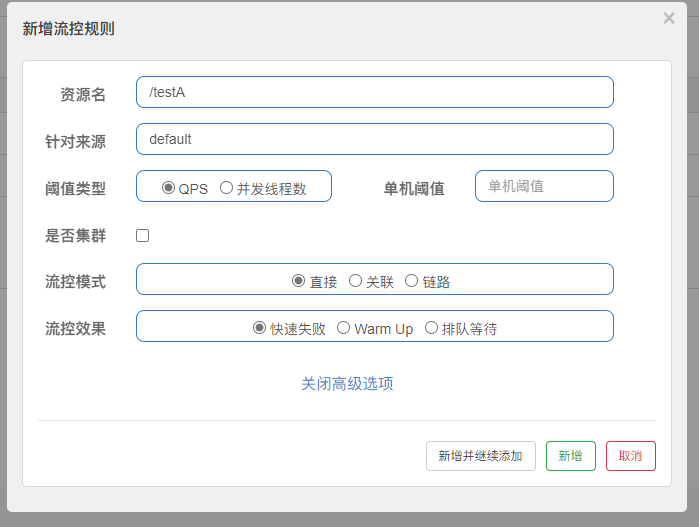 新增流控规则
×
资源名 /testA
针对来源 default
阈值类型 QPS 并发线程数 单机阈值 单机阈值
是否集群
流控模式 直接 关联 链路
流控效果 快速失败 Warm Up 排队等待
关闭高级选项
新增并继续添加 新增 取消